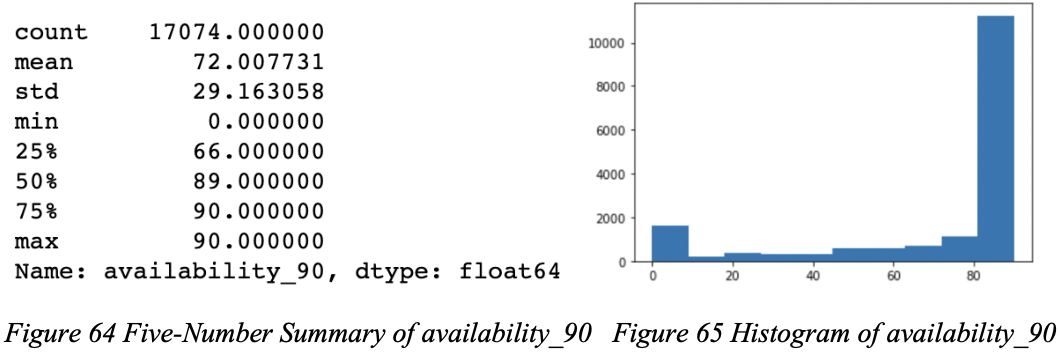 count 17074.000000
mean 72.007731
std 29.163058
min 0.000000
25% 66.000000
50% 89.000000
75% 90.000000
max 90.000000
Name: availability_90, dtype: float64
10000
8000
6000
4000
2000
0
0 20 40 60 80
Figure 64 Five-Number Summary of availability_90
Figure 65 Histogram of availability_90